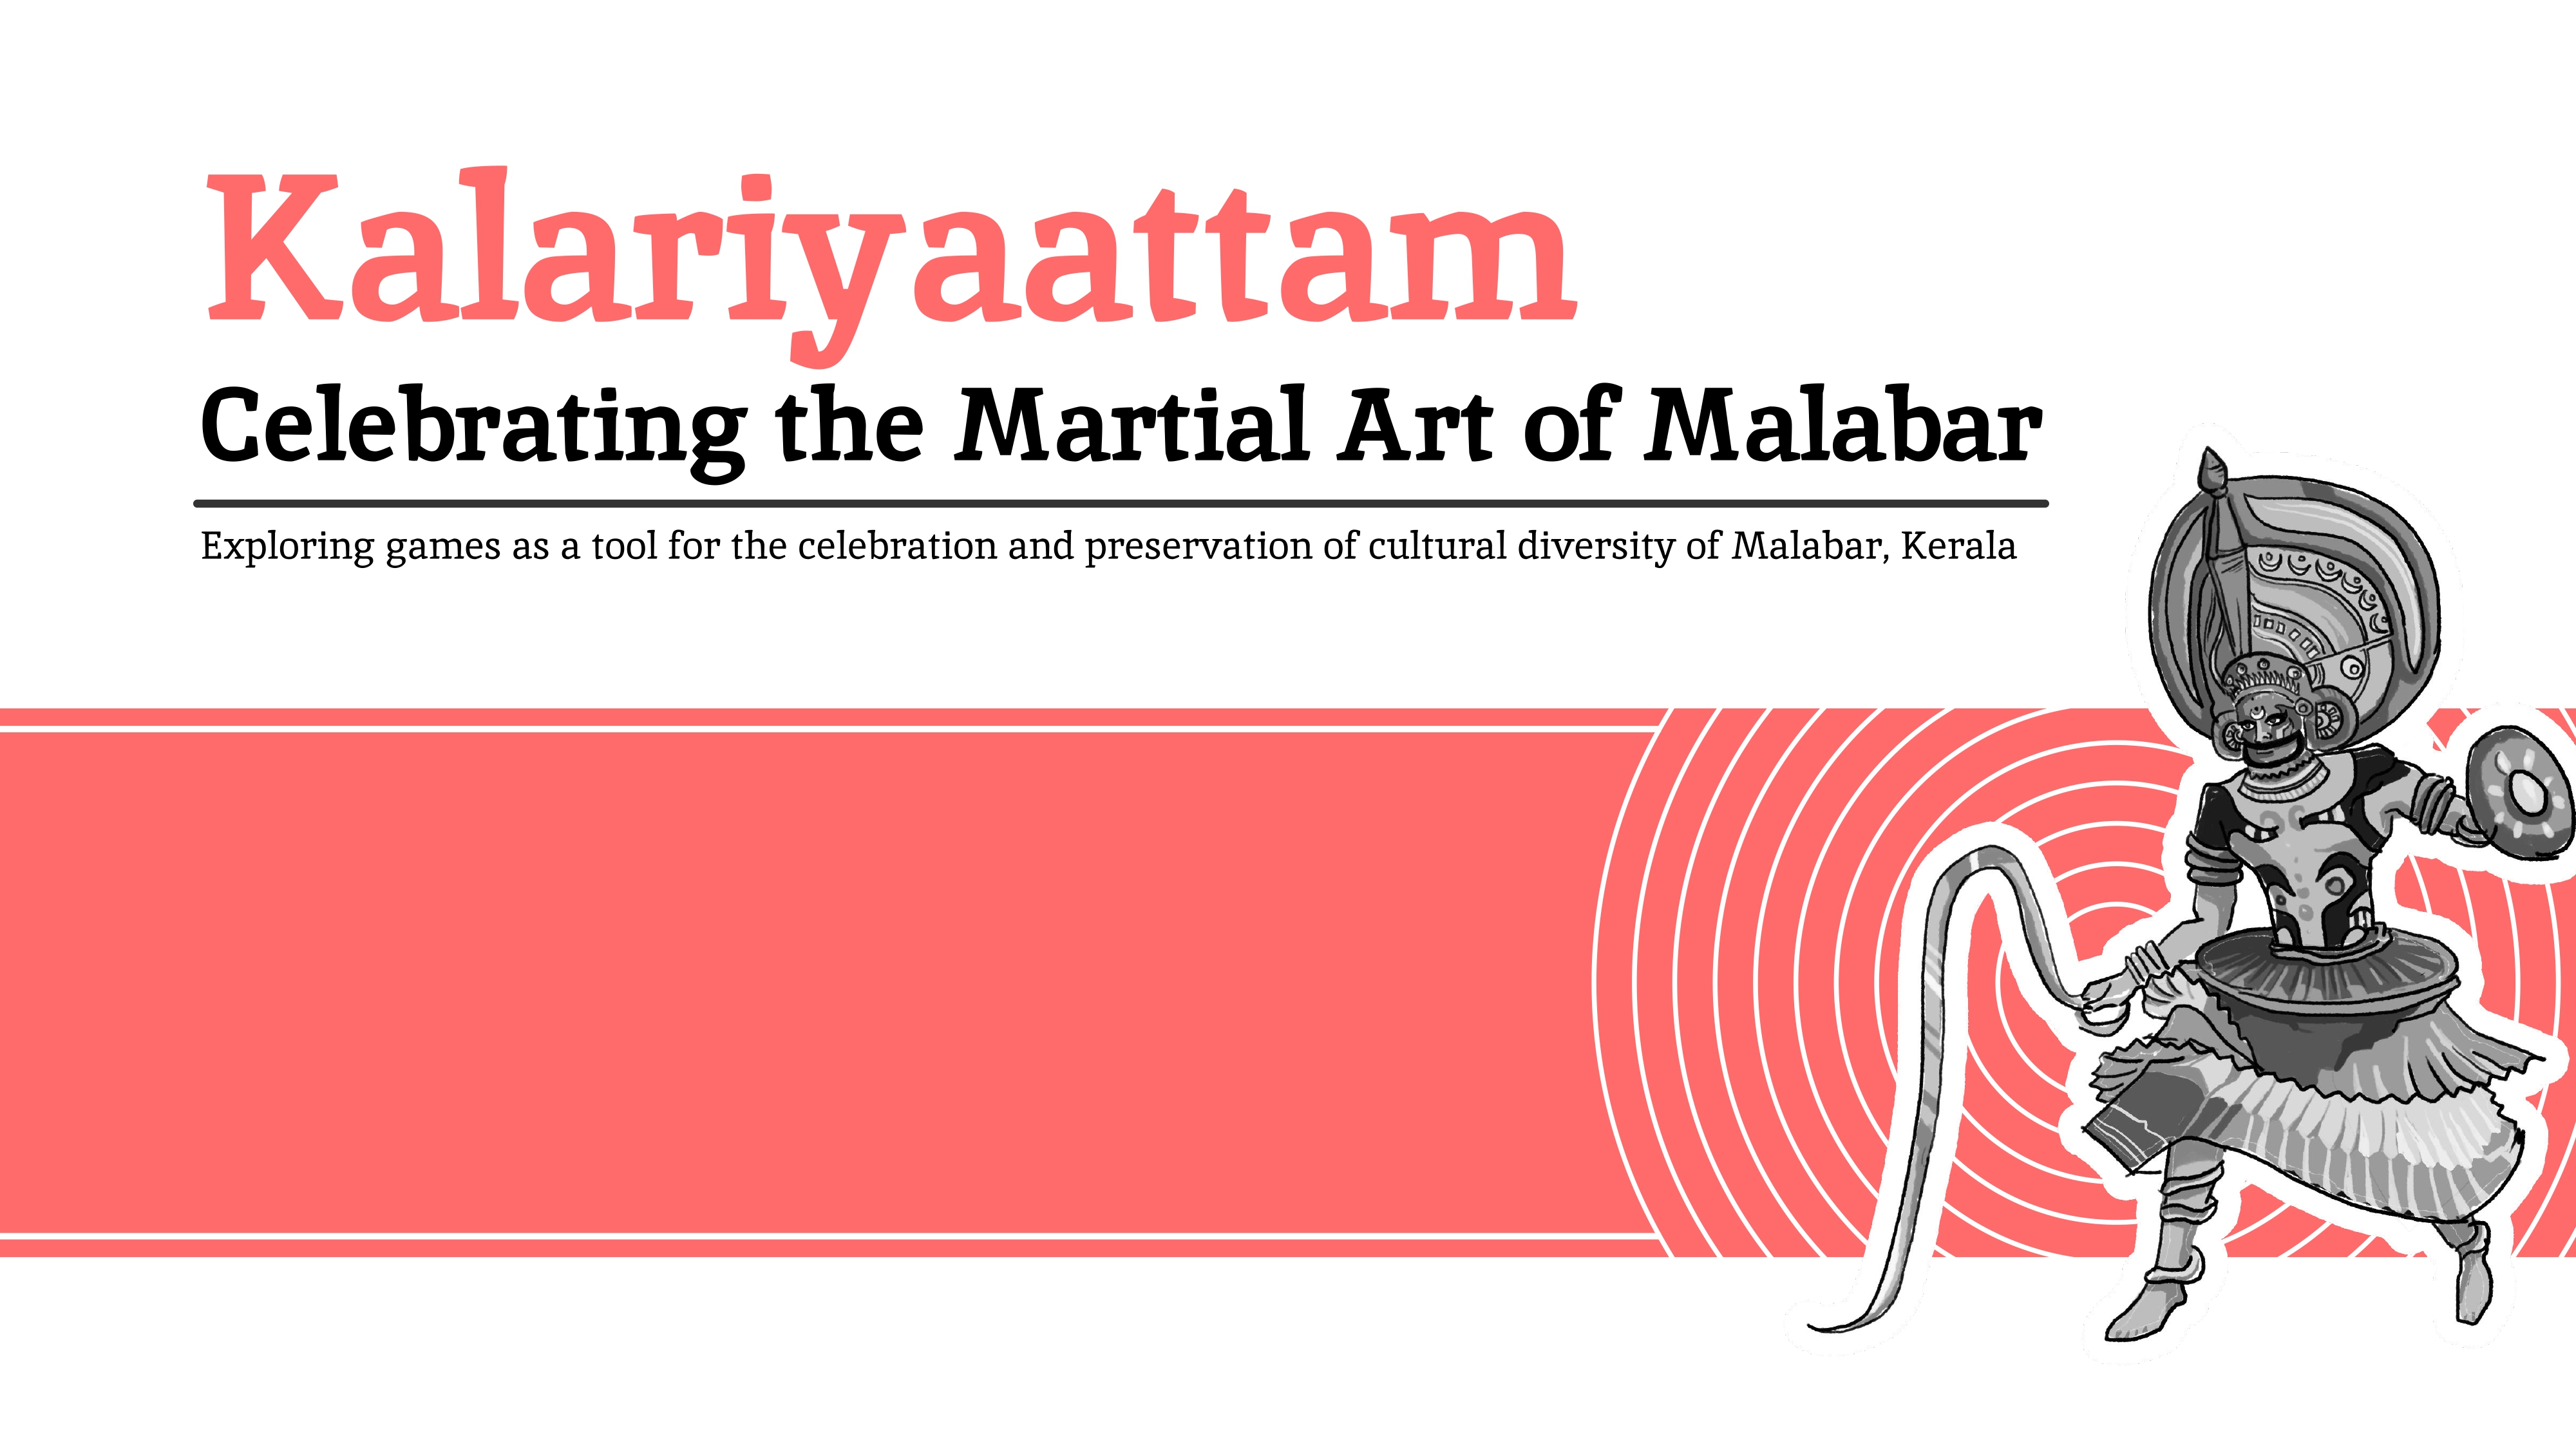 Kalariyaattam
Celebrating the Martial Art of Malabar
Exploring games as a tool for the celebration and preservation of cultural diversity of Malabar, Kerala